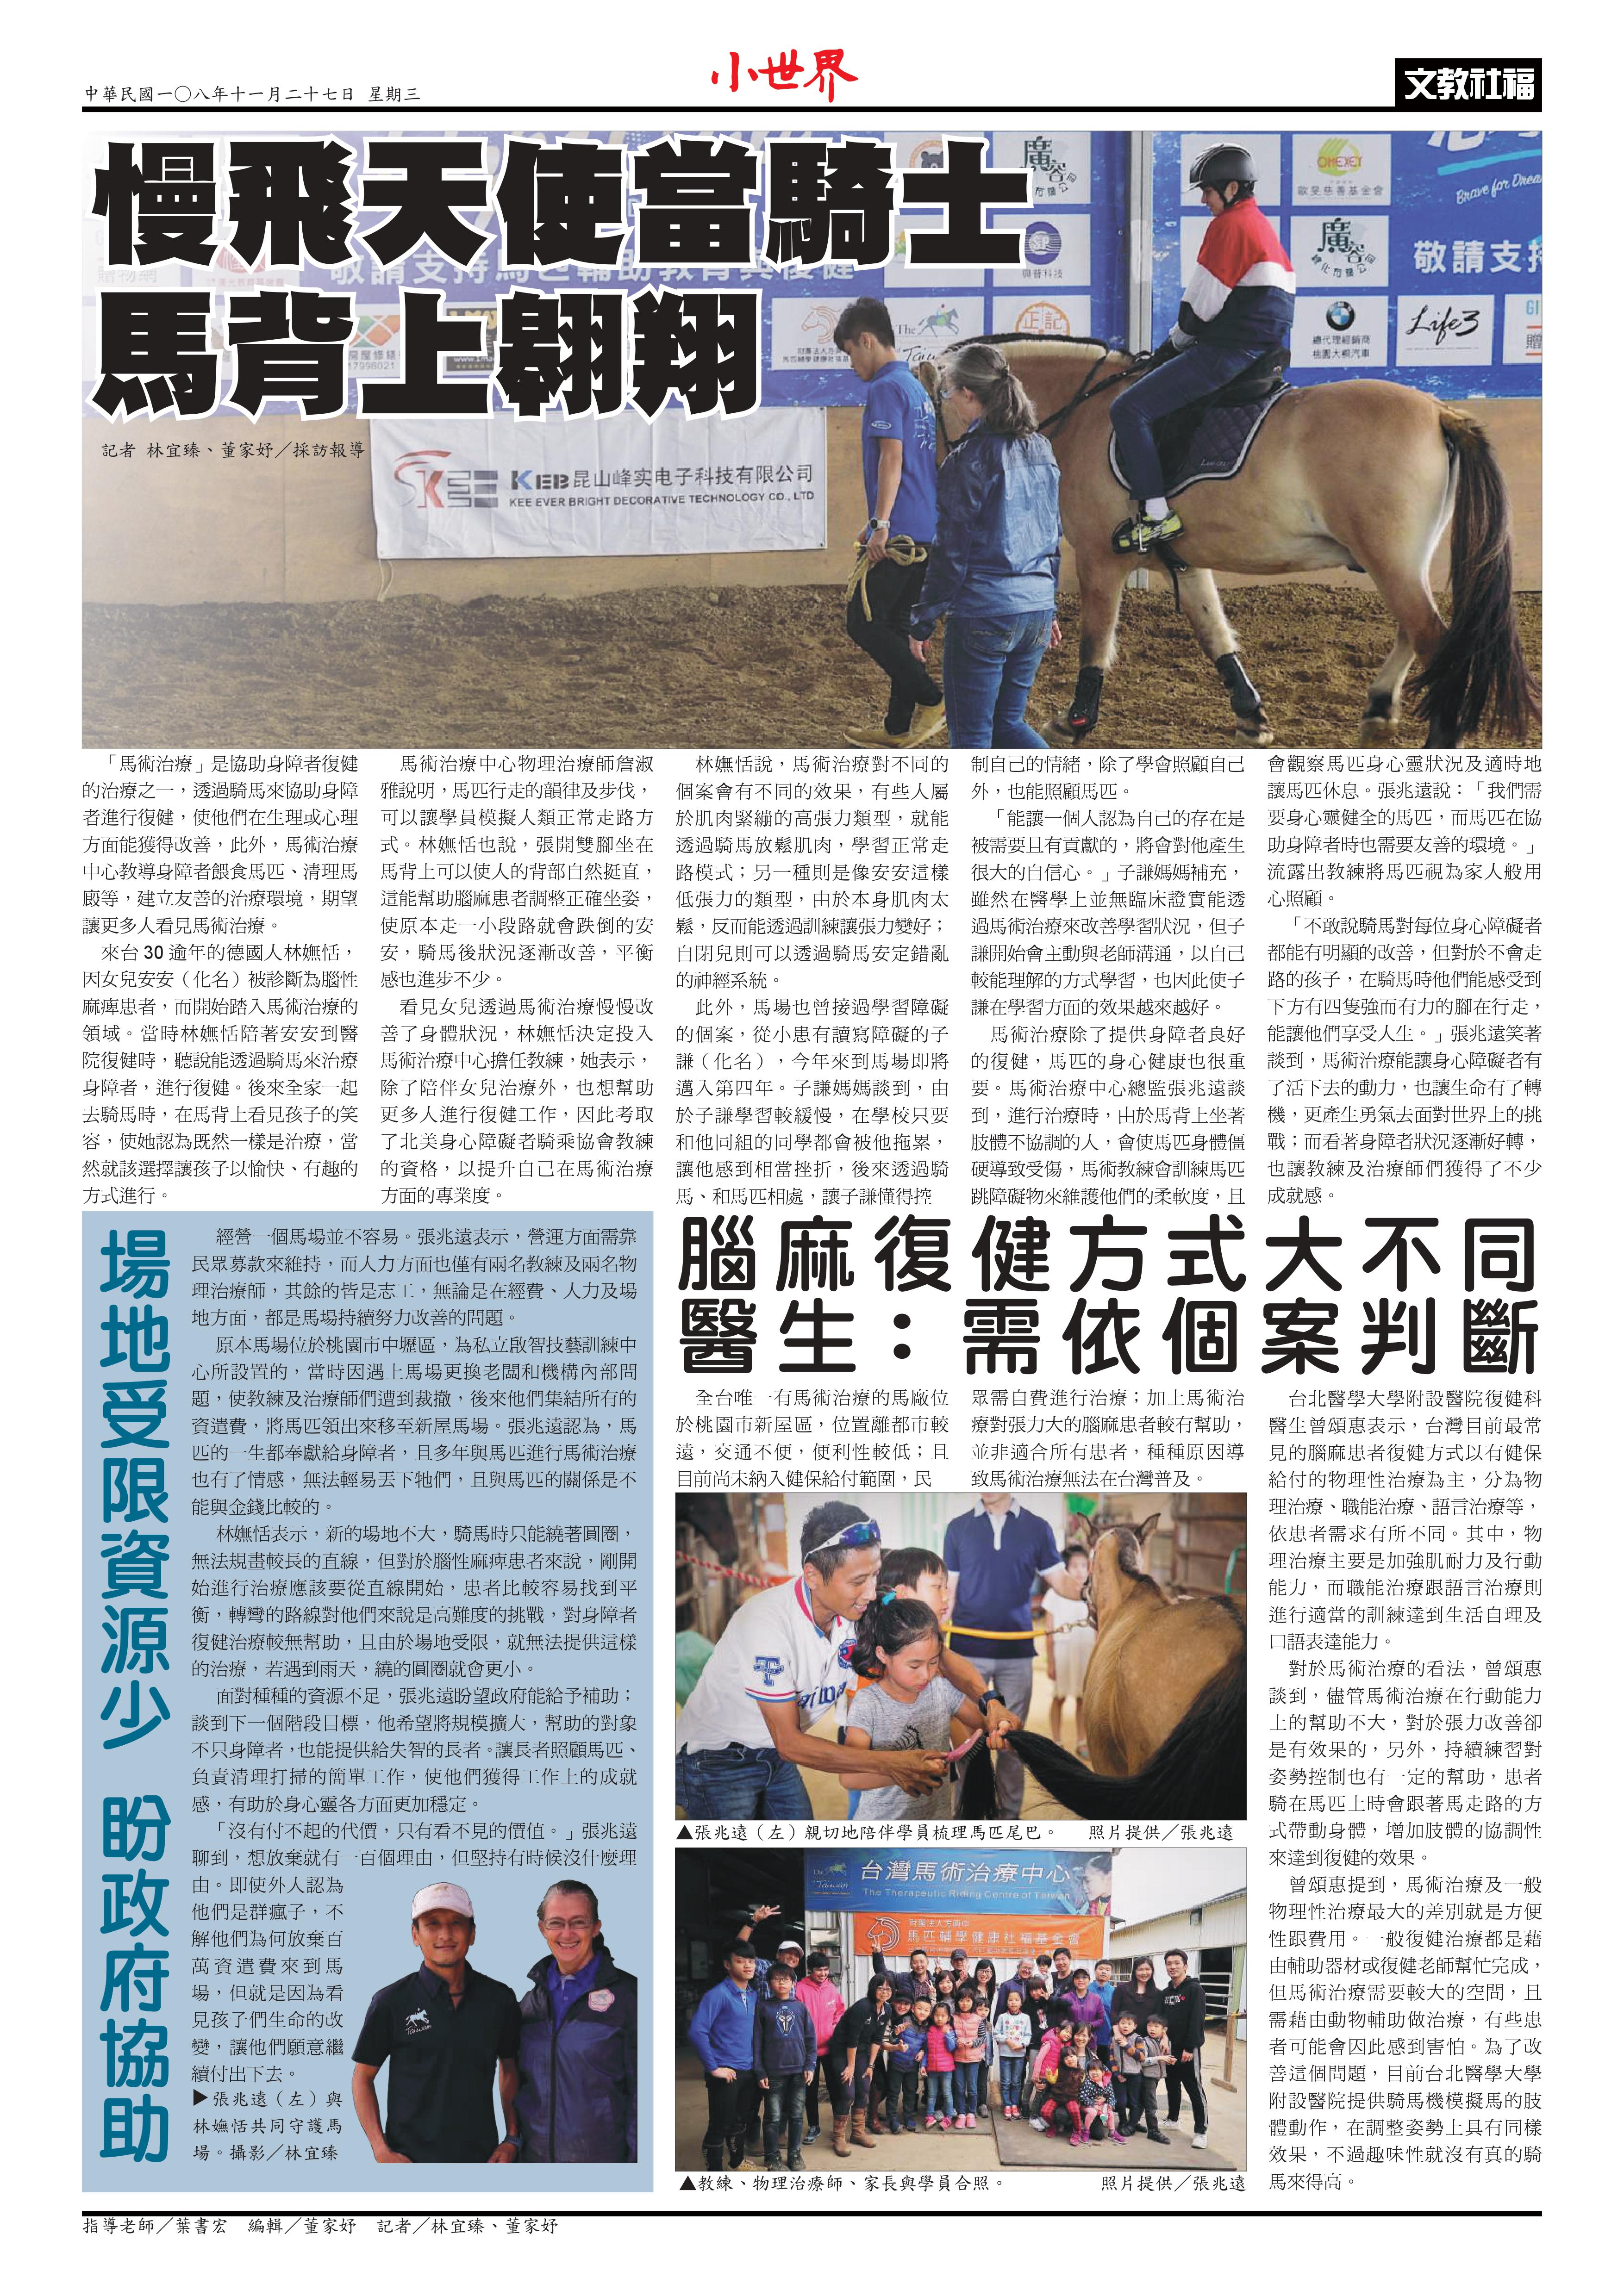 中華民國一〇八年十一月二十七日 星期三
小世界
文教社福
慢飛天使當騎士
馬背上翱翔
記者 林宜臻、董家妤／採訪報導
敬請支持馬匹輔助教育與復健
OMEXEY
歐斐慈善基金會
Brave for Drea
廣容
敬請支持
興普科技
正記
總代理經銷商
桃園大桐汽車
Life3
The
KEE
KEB昆山峰实电子科技有限公司
KEE EVER BRIGHT DECORATIVE TECHNOLOGY CO., LTD
「馬術治療」是協助身障者復健
的治療之一，透過騎馬來協助身障
者進行復健，使他們在生理或心理
方面能獲得改善，此外，馬術治療
中心教導身障者餵食馬匹、清理馬
廄等，建立友善的治療環境，期望
讓更多人看見馬術治療。
來台 30 逾年的德國人林嫵恬，
因女兒安安（化名）被診斷為腦性
麻痺患者，而開始踏入馬術治療的
領域。當時林嫵恬陪著安安到醫
院復健時，聽說能透過騎馬來治療
身障者，進行復健。後來全家一起
去騎馬時，在馬背上看見孩子的笑
容，使她認為既然一樣是治療，當
然就該選擇讓孩子以愉快、有趣的
方式進行。
馬術治療中心物理治療師詹淑
雅說明，馬匹行走的韻律及步伐，
可以讓學員模擬人類正常走路方
式。林嫵恬也說，張開雙腳坐在
馬背上可以使人的背部自然挺直，
這能幫助腦麻患者調整正確坐姿，
使原本走一小段路就會跌倒的安
安，騎馬後狀況逐漸改善，平衡
感也進步不少。
看見女兒透過馬術治療慢慢改
善了身體狀況，林嫵恬決定投入
馬術治療中心擔任教練，她表示，
除了陪伴女兒治療外，也想幫助
更多人進行復健工作，因此考取
了北美身心障礙者騎乘協會教練
的資格，以提升自己在馬術治療
方面的專業度。
林嫵恬說，馬術治療對不同的
個案會有不同的效果，有些人屬
於肌肉緊繃的高張力類型，就能
透過騎馬放鬆肌肉，學習正常走
路模式；另一種則是像安安這樣
低張力的類型，由於本身肌肉太
鬆，反而能透過訓練讓張力變好；
自閉兒則可以透過騎馬安定錯亂
的神經系統。
此外，馬場也曾接過學習障礙
的個案，從小患有讀寫障礙的子
謙（化名），今年來到馬場即將
邁入第四年。子謙媽媽談到，由
於子謙學習較緩慢，在學校只要
和他同組的同學都會被他拖累，
讓他感到相當挫折，後來透過騎
馬、和馬匹相處，讓子謙懂得控
制自己的情緒，除了學會照顧自己
外，也能照顧馬匹。
「能讓一個人認為自己的存在是
被需要且有貢獻的，將會對他產生
很大的自信心。」子謙媽媽補充，
雖然在醫學上並無臨床證實能透
過馬術治療來改善學習狀況，但子
謙開始會主動與老師溝通，以自己
較能理解的方式學習，也因此使子
謙在學習方面的效果越來越好。
馬術治療除了提供身障者良好
的復健，馬匹的身心健康也很重
要。馬術治療中心總監張兆遠談
到，進行治療時，由於馬背上坐著
肢體不協調的人，會使馬匹身體僵
硬導致受傷，馬術教練會訓練馬匹
跳障礙物來維護他們的柔軟度，且
會觀察馬匹身心靈狀況及適時地
讓馬匹休息。張兆遠說：「我們需
要身心靈健全的馬匹，而馬匹在協
助身障者時也需要友善的環境。」
流露出教練將馬匹視為家人般用
心照顧。
「不敢說騎馬對每位身心障礙者
都能有明顯的改善，但對於不會走
路的孩子，在騎馬時他們能感受到
下方有四隻強而有力的腳在行走，
能讓他們享受人生。」張兆遠笑著
談到，馬術治療能讓身心障礙者有
了活下去的動力，也讓生命有了轉
機，更產生勇氣去面對世界上的挑
戰；而看著身障者狀況逐漸好轉，
也讓教練及治療師們獲得了不少
成就感。
場地受限資源少 盼政府協助
經營一個馬場並不容易。張兆遠表示，營運方面需靠
民眾募款來維持，而人力方面也僅有兩名教練及兩名物
理治療師，其餘的皆是志工，無論是在經費、人力及場
地方面，都是馬場持續努力改善的問題。
原本馬場位於桃園市中壢區，為私立啟智技藝訓練中
心所設置的，當時因遇上馬場更換老闆和機構內部問
題，使教練及治療師們遭到裁撤，後來他們集結所有的
資遣費，將馬匹領出來移至新屋馬場。張兆遠認為，馬
匹的一生都奉獻給身障者，且多年與馬匹進行馬術治療
也有了情感，無法輕易丟下牠們，且與馬匹的關係是不
能與金錢比較的。
林嫵恬表示，新的場地不大，騎馬時只能繞著圓圈，
無法規畫較長的直線，但對於腦性麻痺患者來說，剛開
始進行治療應該要從直線開始，患者比較容易找到平
衡，轉彎的路線對他們來說是高難度的挑戰，對身障者
復健治療較無幫助，且由於場地受限，就無法提供這樣
的治療，若遇到雨天，繞的圓圈就會更小。
面對種種的資源不足，張兆遠盼望政府能給予補助；
談到下一個階段目標，他希望將規模擴大，幫助的對象
不只身障者，也能提供給失智的長者。讓長者照顧馬匹、
負責清理打掃的簡單工作，使他們獲得工作上的成就
感，有助於身心靈各方面更加穩定。
「沒有付不起的代價，只有看不見的價值。」張兆遠
聊到，想放棄就有一百個理由，但堅持有時候沒什麼理
由。即使外人認為
他們是群瘋子，不
解他們為何放棄百
萬資遣費來到馬
場，但就是因為看
見孩子們生命的改
變，讓他們願意繼
續付出下去。
▶張兆遠（左）與
林嫵恬共同守護馬
場。攝影／林宜臻
腦麻復健方式大不同
醫生：需依個案判斷
全台唯一有馬術治療的馬廠位
於桃園市新屋區，位置離都市較
遠，交通不便，便利性較低；且
目前尚未納入健保給付範圍，民
眾需自費進行治療；加上馬術治
療對張力大的腦麻患者較有幫助，
並非適合所有患者，種種原因導
致馬術治療無法在台灣普及。
▲張兆遠（左）親切地陪伴學員梳理馬匹尾巴。 照片提供／張兆遠
台灣馬術治療中心
The Therapeutic Riding Centre of Taiwan
馬匹輔學健康社福基金會
▲教練、物理治療師、家長與學員合照。 照片提供／張兆遠
台北醫學大學附設醫院復健科
醫生曾頌惠表示，台灣目前最常
見的腦麻患者復健方式以有健保
給付的物理性治療為主，分為物
理治療、職能治療、語言治療等，
依患者需求有所不同。其中，物
理治療主要是加強肌耐力及行動
能力，而職能治療跟語言治療則
進行適當的訓練達到生活自理及
口語表達能力。
對於馬術治療的看法，曾頌惠
談到，儘管馬術治療在行動能力
上的幫助不大，對於張力改善卻
是有效果的，另外，持續練習對
姿勢控制也有一定的幫助，患者
騎在馬匹上時會跟著馬走路的方
式帶動身體，增加肢體的協調性
來達到復健的效果。
曾頌惠提到，馬術治療及一般
物理性治療最大的差別就是方便
性跟費用。一般復健治療都是藉
由輔助器材或復健老師幫忙完成，
但馬術治療需要較大的空間，且
需藉由動物輔助做治療，有些患
者可能會因此感到害怕。為了改
善這個問題，目前台北醫學大學
附設醫院提供騎馬機模擬馬的肢
體動作，在調整姿勢上具有同樣
效果，不過趣味性就沒有真的騎
馬來得高。
指導老師／葉書宏 編輯／董家妤 記者／林宜臻、董家妤